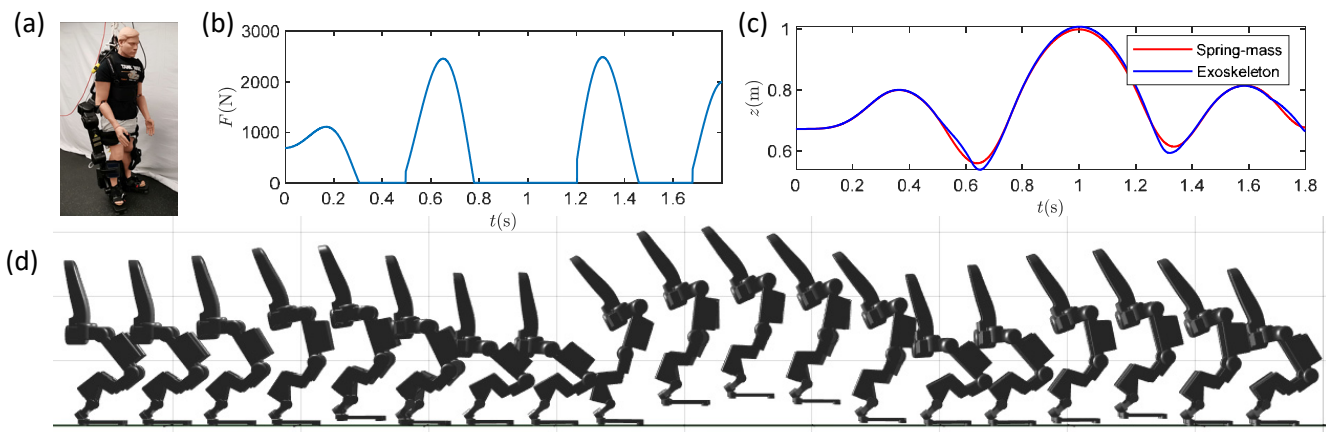 (a)
(b)
3000
2000
1000
0
F(N)
0 0.2 0.4 0.6 0.8 1 1.2 1.4 1.6
t(s)
(c)
1
0.8
0.6
z(m)
Spring-mass
Exoskeleton
0 0.2 0.4 0.6 0.8 1 1.2 1.4 1.6 1.8
t(s)
(d)